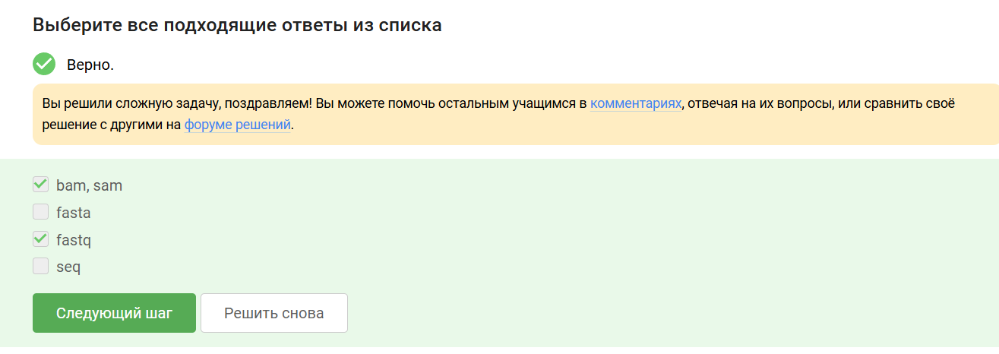 Выберите все подходящие ответы из списка
Верно.
Вы решили сложную задачу, поздравляем! Вы можете помочь остальным учащимся в комментариях, отвечая на их вопросы, или сравнить своё
решение с другими на форуме решений.
bam, sam
fasta
fastq
seq
Следующий шаг
Решить снова